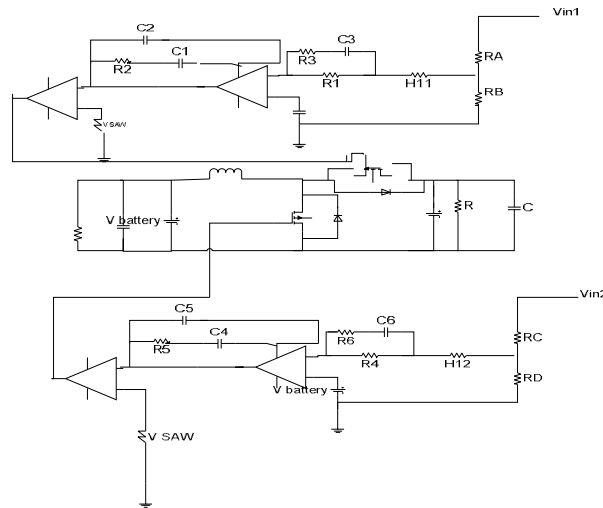 Vin1
C2
C1
R2
C3
R3
R1
H11
RA
RB
V SAW
V battery
R
C
Vin2
C5
C4
R5
C6
R6
R4
H12
RC
RD
V battery
V SAW